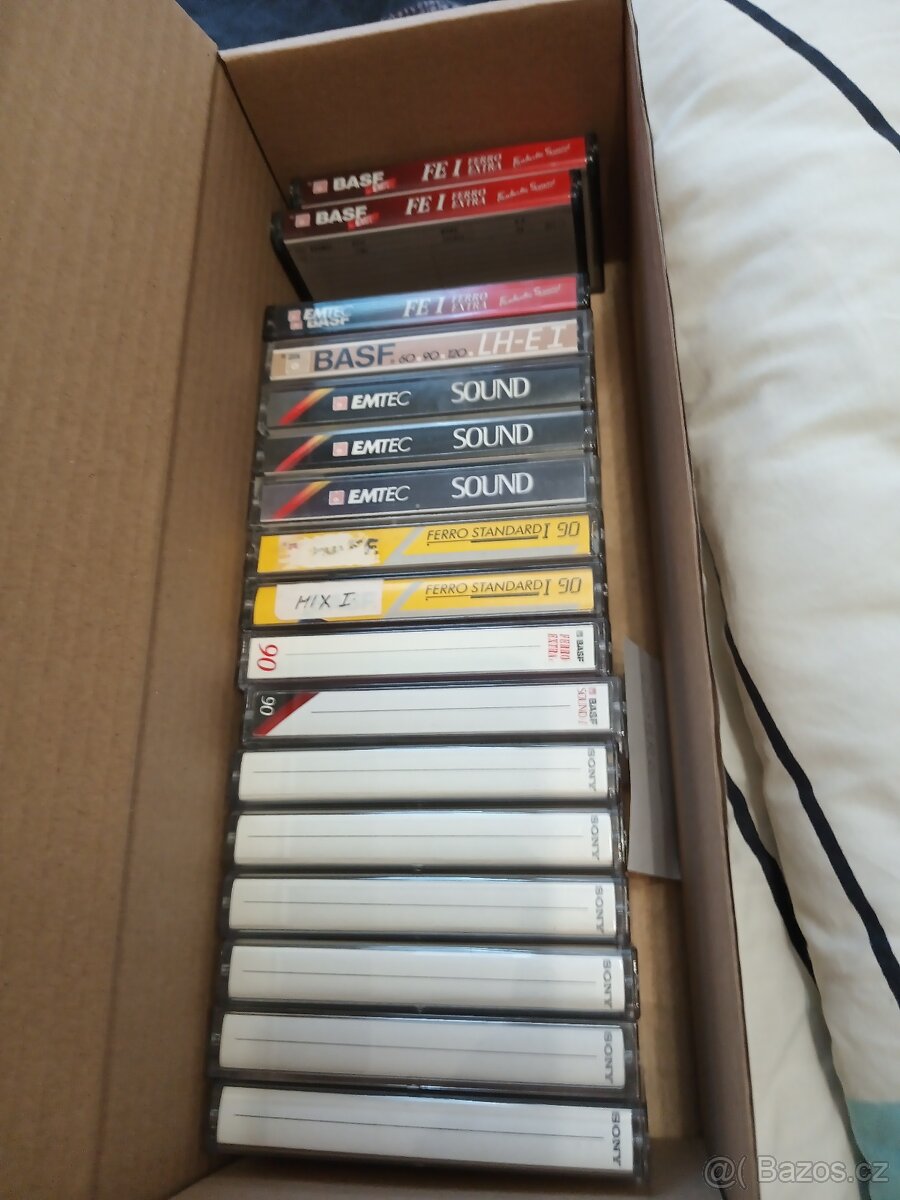 BASF FE I FERRO EXTRA
BASF FE I FERRO EXTRA
EMTEC BASF FE I FERRO EXTRA
BASF 60.90.120. LH-E I
EMTEC SOUND
EMTEC SOUND
EMTEC SOUND
FERRO STANDARD I 90
MIX I FERRO STANDARD I 90
90 FERRO EXTRA I BASF
90 SOUND I BASF
SONY
SONY
SONY
SONY
SONY
SONY
@( Bazos.cz